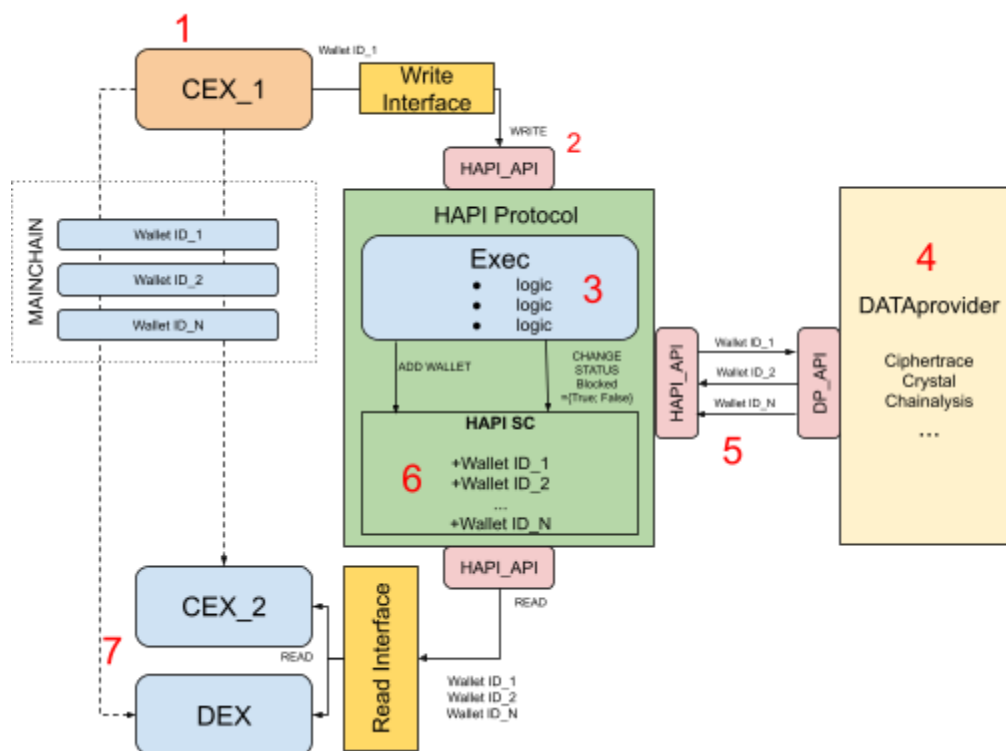 1
Wallet ID_1
CEX_1
Write
Interface
WRITE
2
HAPI_API
MAINCHAIN
Wallet ID_1
Wallet ID_2
Wallet ID_N
HAPI Protocol
Exec
● logic
● logic
● logic
3
ADD WALLET
CHANGE
STATUS
Blocked
={True; False}
HAPI SC
6
+Wallet ID_1
+Wallet ID_2
...
+Wallet ID_N
HAPI_API
Wallet ID_1
Wallet ID_2
Wallet ID_N
5
DP_API
4
DATAprovider
Ciphertrace
Crystal
Chainalysis
...
HAPI_API
READ
Read Interface
Wallet ID_1
Wallet ID_2
Wallet ID_N
READ
CEX_2
7
DEX